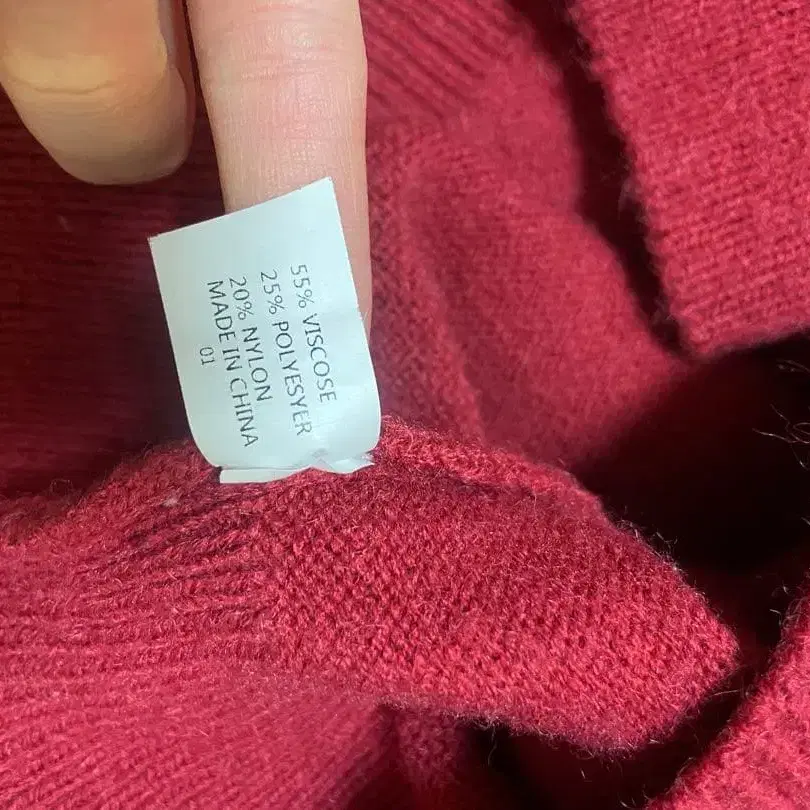 55% VISCOSE
25% POLYESYER
20% NYLON
MADE IN CHINA
01